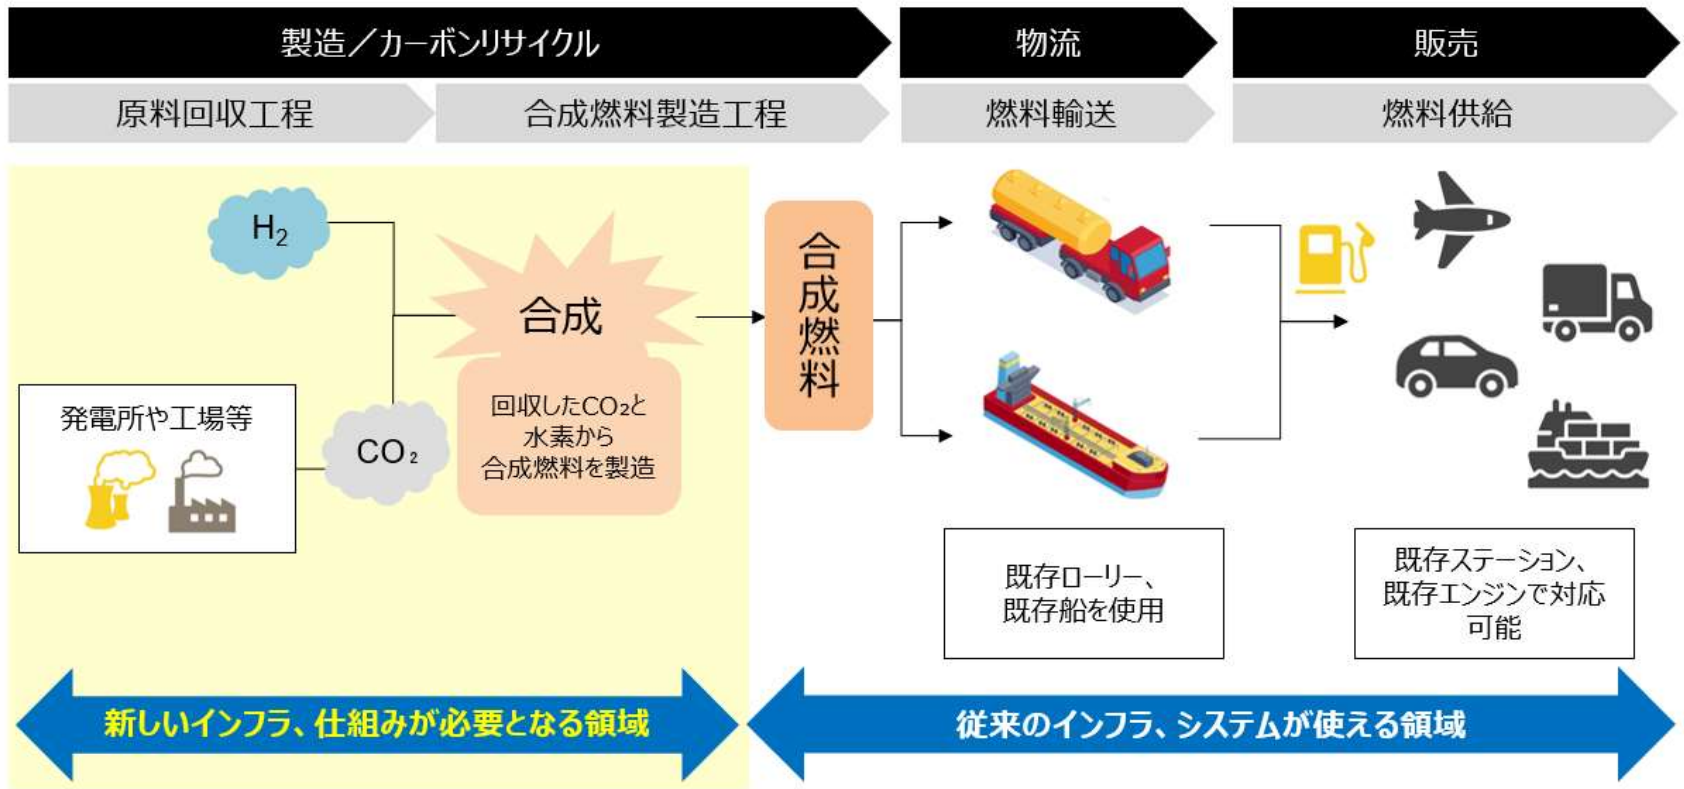 製造／カーボンリサイクル
物流
販売
原料回収工程
合成燃料製造工程
燃料輸送
燃料供給
H₂
合成
発電所や工場等
CO₂
回収したCO₂と
水素から
合成燃料を製造
合成燃料
既存ローリー、
既存船を使用
既存ステーション、
既存エンジンで対応
可能
新しいインフラ、仕組みが必要となる領域
従来のインフラ、システムが使える領域